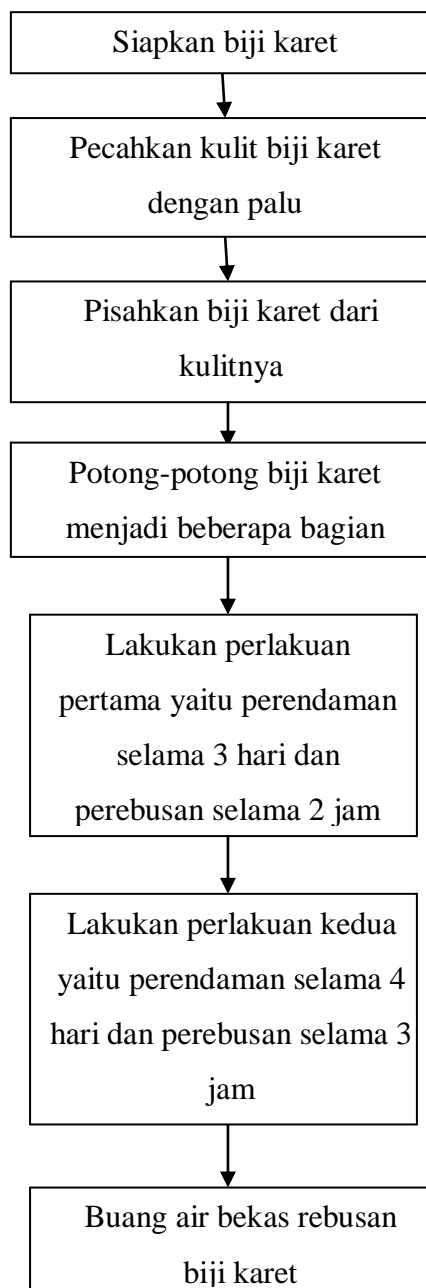 Siapkan biji karet
Pecahkan kulit biji karet
dengan palu
Pisahkan biji karet dari
kulitnya
Potong-potong biji karet
menjadi beberapa bagian
Lakukan perlakuan
pertama yaitu perendaman
selama 3 hari dan
perebusan selama 2 jam
Lakukan perlakuan kedua
yaitu perendaman selama 4
hari dan perebusan selama 3
jam
Buang air bekas rebusan
biji karet